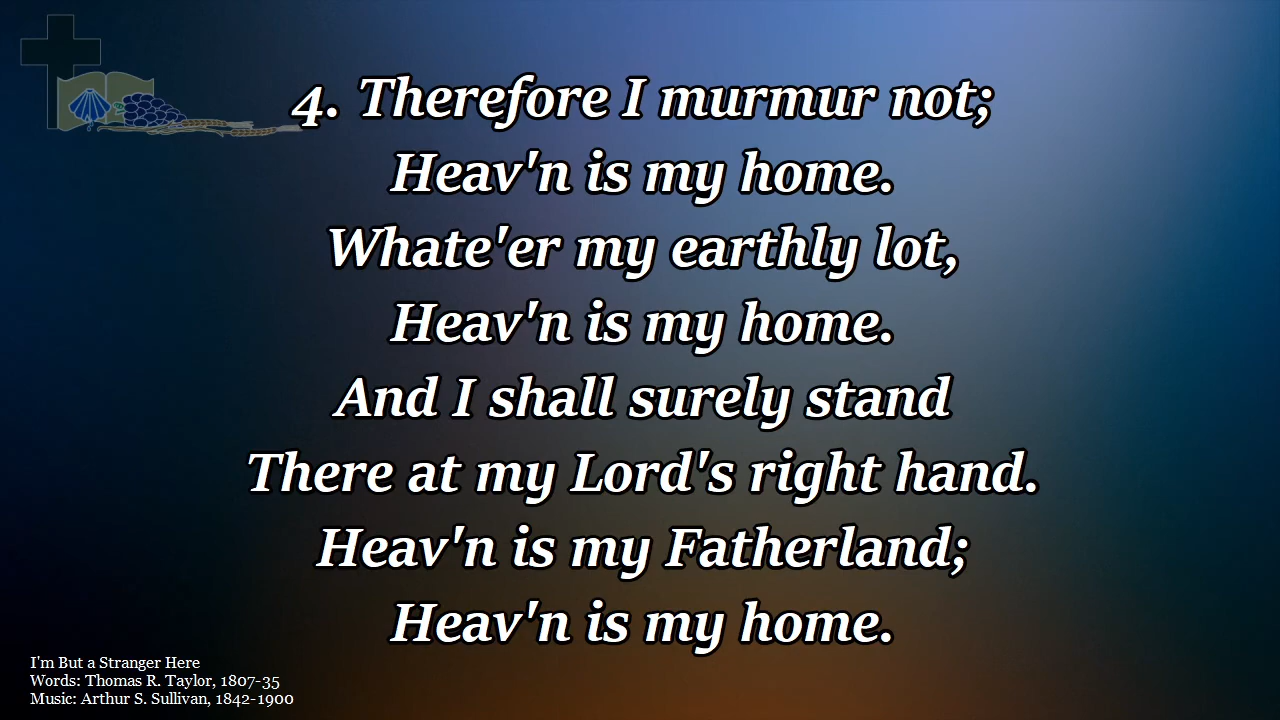 4. Therefore I murmur not;
Heav'n is my home.
Whate'er my earthly lot,
Heav'n is my home.
And I shall surely stand
There at my Lord's right hand.
Heav'n is my Fatherland;
Heav'n is my home.
I'm But a Stranger Here
Words: Thomas R. Taylor, 1807-35
Music: Arthur S. Sullivan, 1842-1900